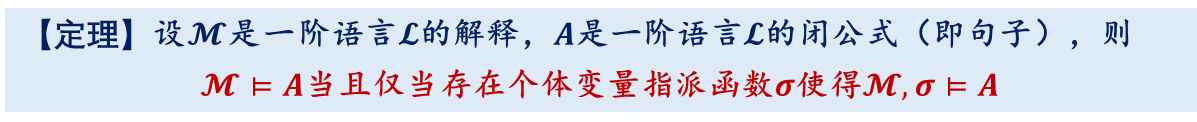 【定理】设ℳ是一阶语言ℒ的解释，A是一阶语言ℒ的闭公式（即句子），则
ℳ ⊨ A当且仅当存在个体变量指派函数σ使得ℳ, σ ⊨ A